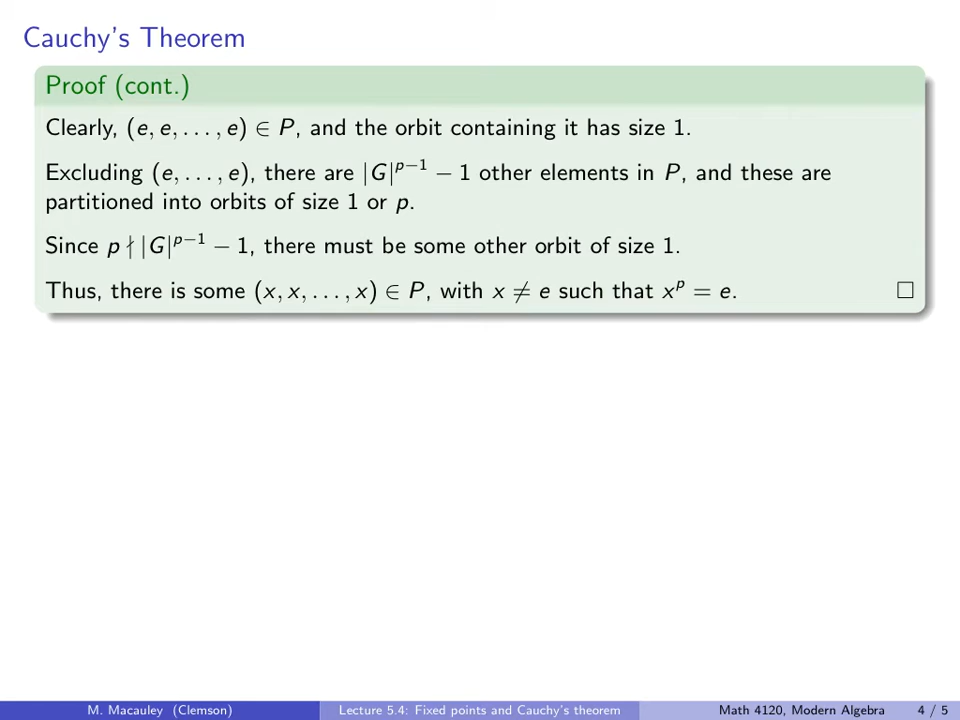 Cauchy's Theorem
Proof (cont.)
Clearly, (e, e, . . . , e) ∈ P, and the orbit containing it has size 1.
Excluding (e, . . . , e), there are |G|^{p−1} − 1 other elements in P, and these are
partitioned into orbits of size 1 or p.
Since p ∤ |G|^{p−1} − 1, there must be some other orbit of size 1.
Thus, there is some (x, x, . . . , x) ∈ P, with x ≠ e such that x^p = e. □
M. Macauley (Clemson) Lecture 5.4: Fixed points and Cauchy's theorem Math 4120, Modern Algebra 4 / 5